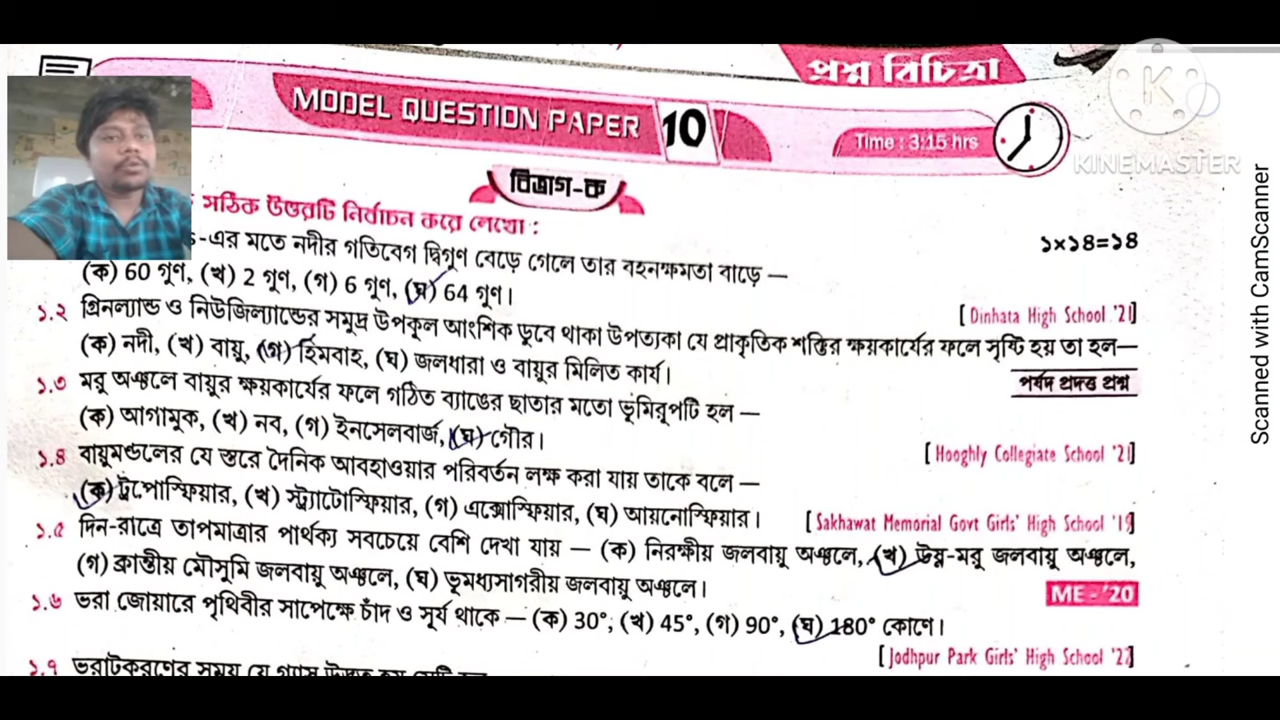 প্রশ্ন বিচিত্রা
MODEL QUESTION PAPER 10
Time : 3:15 hrs
KINEMASTER
বিভাগ-ক
সঠিক উত্তরটি নির্বাচন করে লেখো :
১×১৪=১৪
-এর মতে নদীর গতিবেগ দ্বিগুণ বেড়ে গেলে তার বহনক্ষমতা বাড়ে —
(ক) 60 গুণ, (খ) 2 গুণ, (গ) 6 গুণ, (ঘ) 64 গুণ।
[Dinhata High School '21]
১.২ গ্রিনল্যান্ড ও নিউজিল্যান্ডের সমুদ্র উপকূল আংশিক ডুবে থাকা উপত্যকা যে প্রাকৃতিক শক্তির ক্ষয়কার্যের ফলে সৃষ্টি হয় তা হল—
(ক) নদী, (খ) বায়ু, (গ) হিমবাহ, (ঘ) জলধারা ও বায়ুর মিলিত কার্য।
পর্ষদ প্রদত্ত প্রশ্ন
১.৩ মরু অঞ্চলে বায়ুর ক্ষয়কার্যের ফলে গঠিত ব্যাঙের ছাতার মতো ভূমিরূপটি হল —
(ক) আগামুক, (খ) নব, (গ) ইনসেলবার্জ, (ঘ) গৌর।
[Hooghly Collegiate School '21]
১.৪ বায়ুমণ্ডলের যে স্তরে দৈনিক আবহাওয়ার পরিবর্তন লক্ষ করা যায় তাকে বলে —
(ক) ট্রপোস্ফিয়ার, (খ) স্ট্র্যাটোস্ফিয়ার, (গ) এক্সোস্ফিয়ার, (ঘ) আয়নোস্ফিয়ার।
[Sakhawat Memorial Govt Girls' High School '19]
১.৫ দিন-রাত্রে তাপমাত্রার পার্থক্য সবচেয়ে বেশি দেখা যায় — (ক) নিরক্ষীয় জলবায়ু অঞ্চলে, (খ) উষ্ণ-মরু জলবায়ু অঞ্চলে,
(গ) ক্রান্তীয় মৌসুমি জলবায়ু অঞ্চলে, (ঘ) ভূমধ্যসাগরীয় জলবায়ু অঞ্চলে।
ME - '20
১.৬ ভরা জোয়ারে পৃথিবীর সাপেক্ষে চাঁদ ও সূর্য থাকে — (ক) 30°, (খ) 45°, (গ) 90°, (ঘ) 180° কোণে।
[Jodhpur Park Girls' High School '22]
১.৭ ভরাটকরণের সময় যে গ্যাস
Scanned with CamScanner